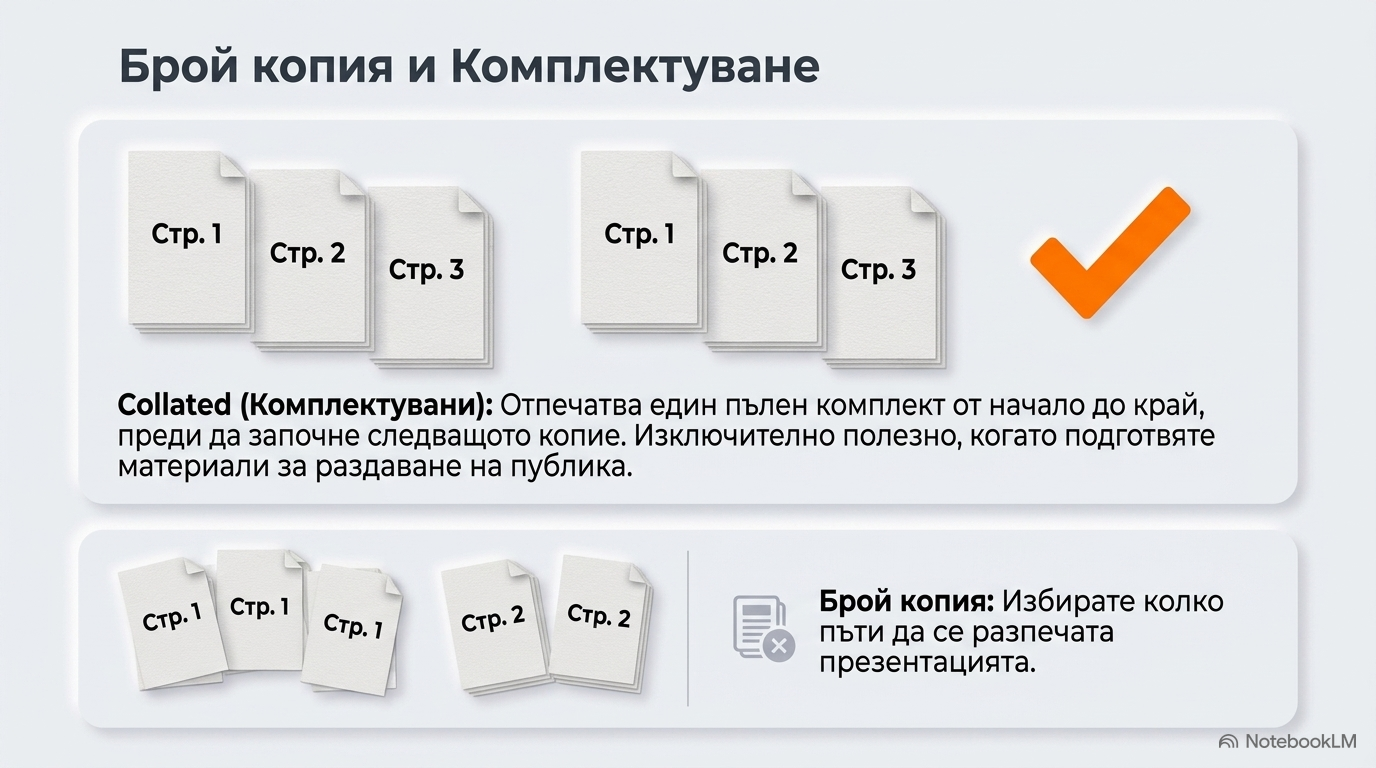 Брой копия и Комплектуване
Стр. 1
Стр. 2
Стр. 3
Стр. 1
Стр. 2
Стр. 3
Collated (Комплектувани): Отпечатва един пълен комплект от начало до край,
преди да започне следващото копие. Изключително полезно, когато подготвяте
материали за раздаване на публика.
Стр. 1
Стр. 1
Стр. 1
Стр. 2
Стр. 2
Брой копия: Избирате колко
пъти да се разпечата
презентацията.
NotebookLM